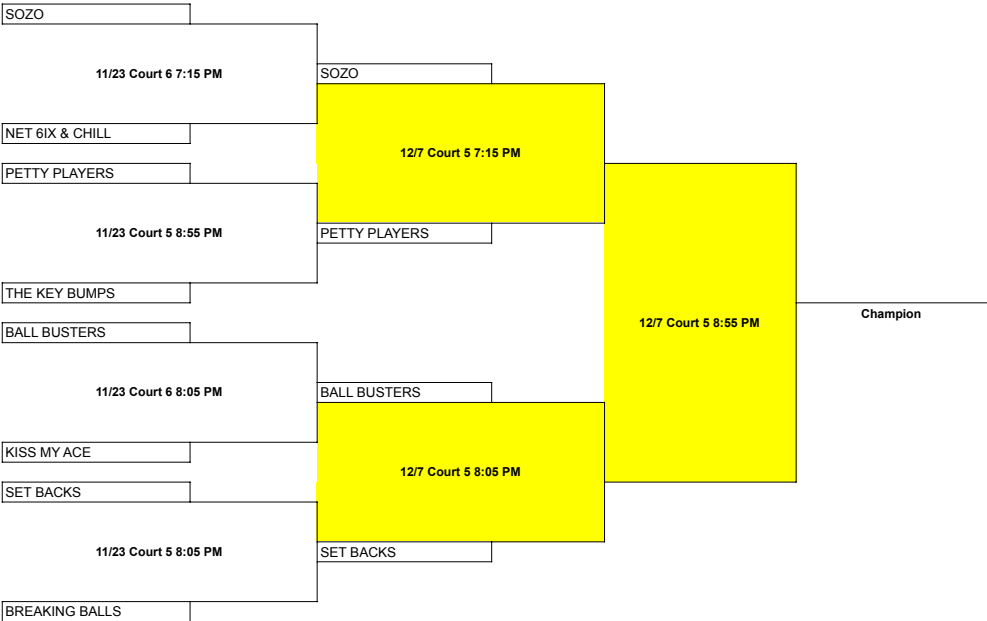 SOZO
11/23 Court 6 7:15 PM
SOZO
NET 6IX & CHILL
12/7 Court 5 7:15 PM
PETTY PLAYERS
11/23 Court 5 8:55 PM
PETTY PLAYERS
THE KEY BUMPS
12/7 Court 5 8:55 PM
Champion
BALL BUSTERS
11/23 Court 6 8:05 PM
BALL BUSTERS
KISS MY ACE
12/7 Court 5 8:05 PM
SET BACKS
11/23 Court 5 8:05 PM
SET BACKS
BREAKING BALLS